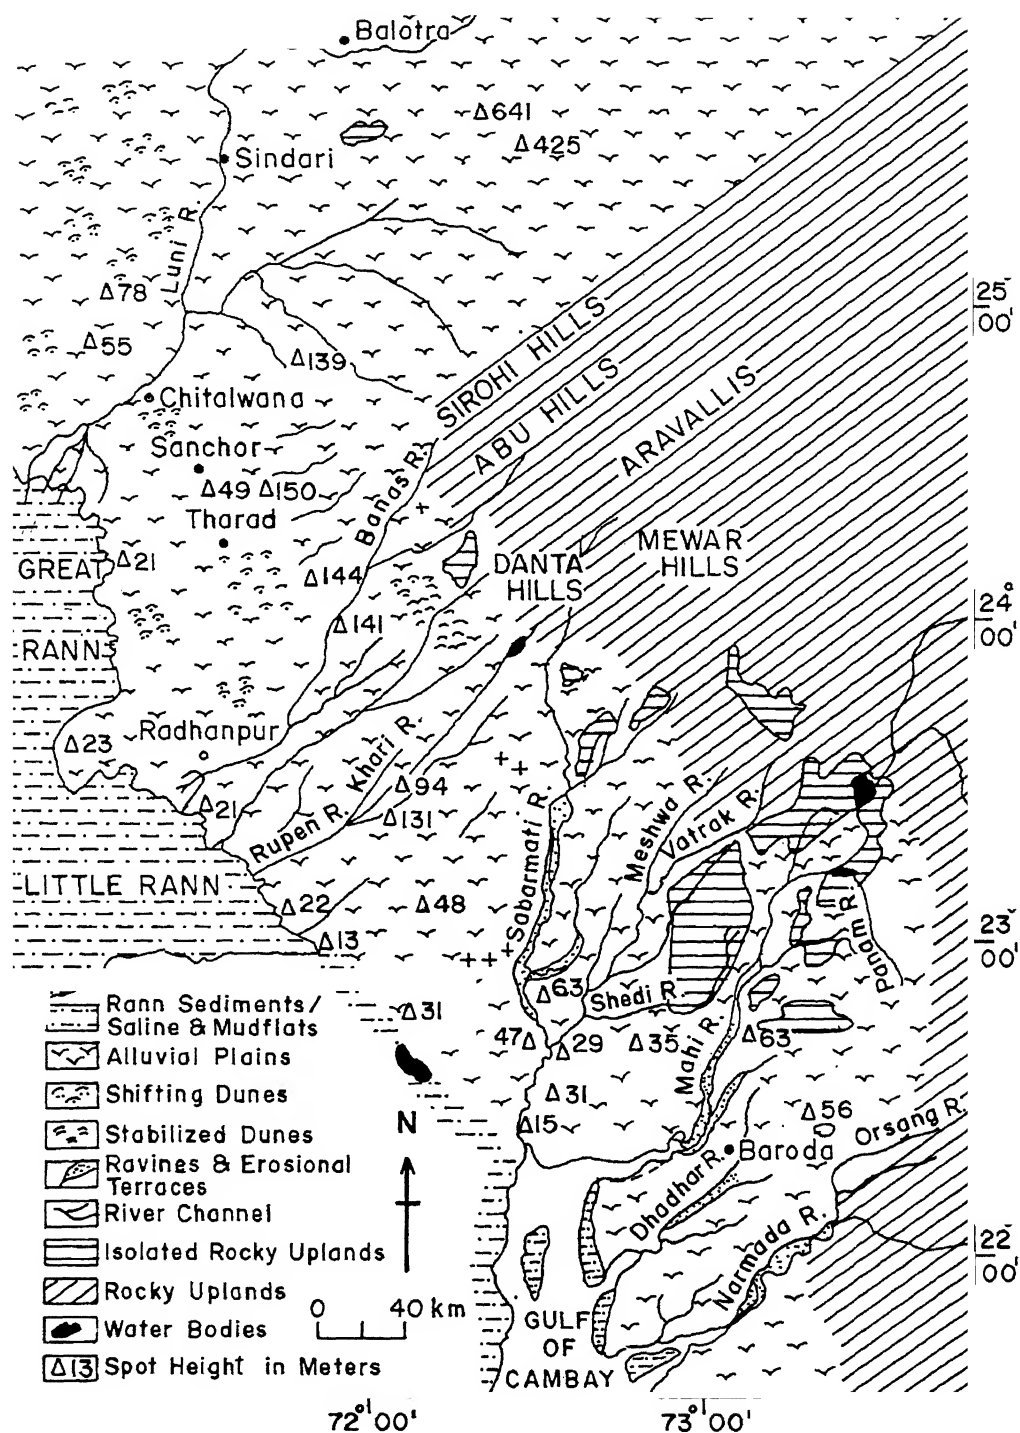 Balotra
Δ641
Δ425
Sindari
Luni R.
Δ78
25°
00'
Δ55
Δ139
SIROHI HILLS
Chitalwana
ABU HILLS
ARAVALLIS
Sanchor
Δ49 Δ150
Banas R.
Tharad
GREAT
Δ21
DANTA
HILLS
MEWAR
HILLS
Δ144
24°
00'
Δ141
RANN
Radhanpur
Δ23
Khari R.
Δ94
Δ21
Δ131
Rupen R.
Sabarmati R.
Meshwa R.
Vatrak R.
LITTLE RANN
Δ22
Δ48
Δ13
Panam R.
23°
00'
Δ63
Shedi R.
Δ31
47Δ
Δ29
Δ35
Mahi R.
Δ63
Δ31
Δ15
Δ56
Orsang R.
Baroda
Dhadhar R.
Narmada R.
22°
00'
GULF
OF
CAMBAY
Rann Sediments/
Saline & Mudflats
Alluvial Plains
Shifting Dunes
Stabilized Dunes
Ravines & Erosional
Terraces
River Channel
Isolated Rocky Uplands
Rocky Uplands
Water Bodies
Δ13 Spot Height in Meters
N
0 40 km
72°00' 73°00'